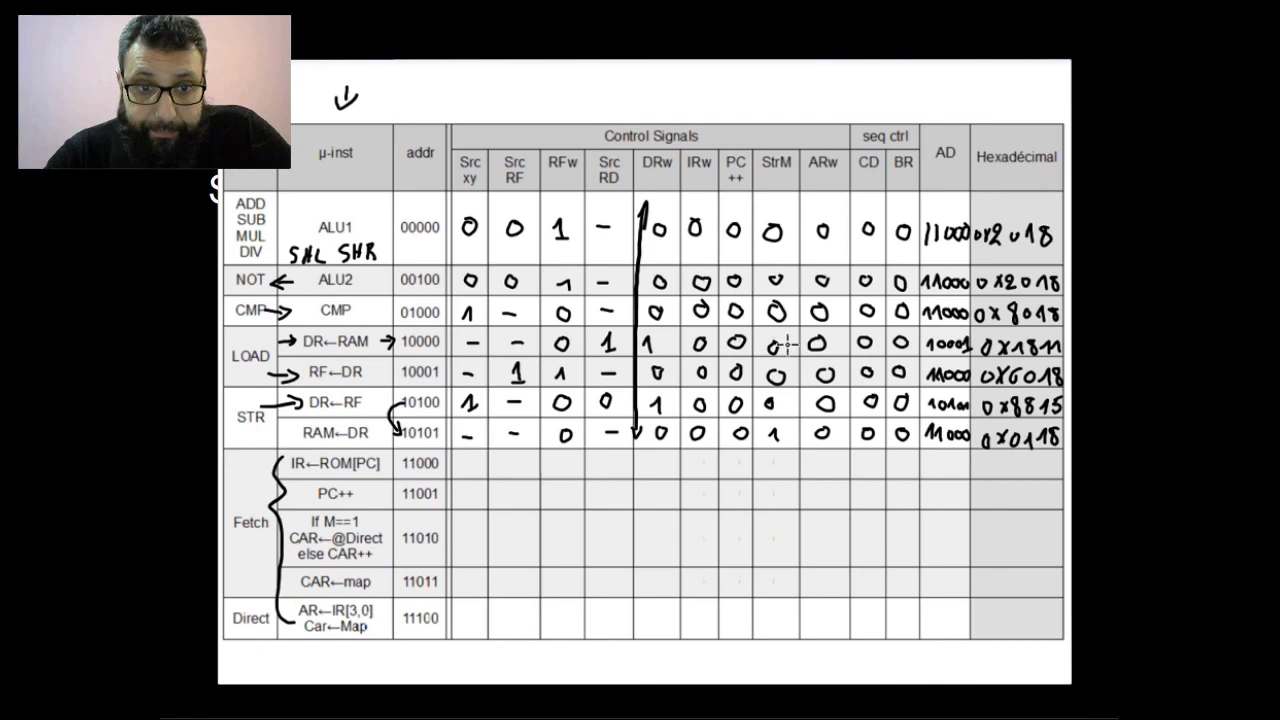 μ-inst addr Control Signals seq ctrl AD Hexadécimal
Src xy Src RF RFw Src RD DRw IRw PC ++ StrM ARw CD BR
ADD SUB MUL DIV ALU1 00000 0 0 1 - 0 0 0 0 0 0 0 11000 0x2018
SHL SHR
NOT ALU2 00100 0 0 1 - 0 0 0 0 0 0 0 11000 0x2018
CMP CMP 01000 1 - 0 - 0 0 0 0 0 0 0 11000 0x8018
LOAD DR←RAM 10000 - - 0 1 1 0 0 0 0 0 0 10001 0x1811
RF←DR 10001 - 1 1 - 0 0 0 0 0 0 0 11000 0x6018
STR DR←RF 10100 1 - 0 0 1 0 0 0 0 0 0 10101 0x8815
RAM←DR 10101 - - 0 - 0 0 0 1 0 0 0 11000 0x0118
Fetch IR←ROM[PC] 11000
PC++ 11001
If M==1
CAR←@Direct 11010
else CAR++
CAR←map 11011
Direct AR←IR[3,0] 11100
Car←Map